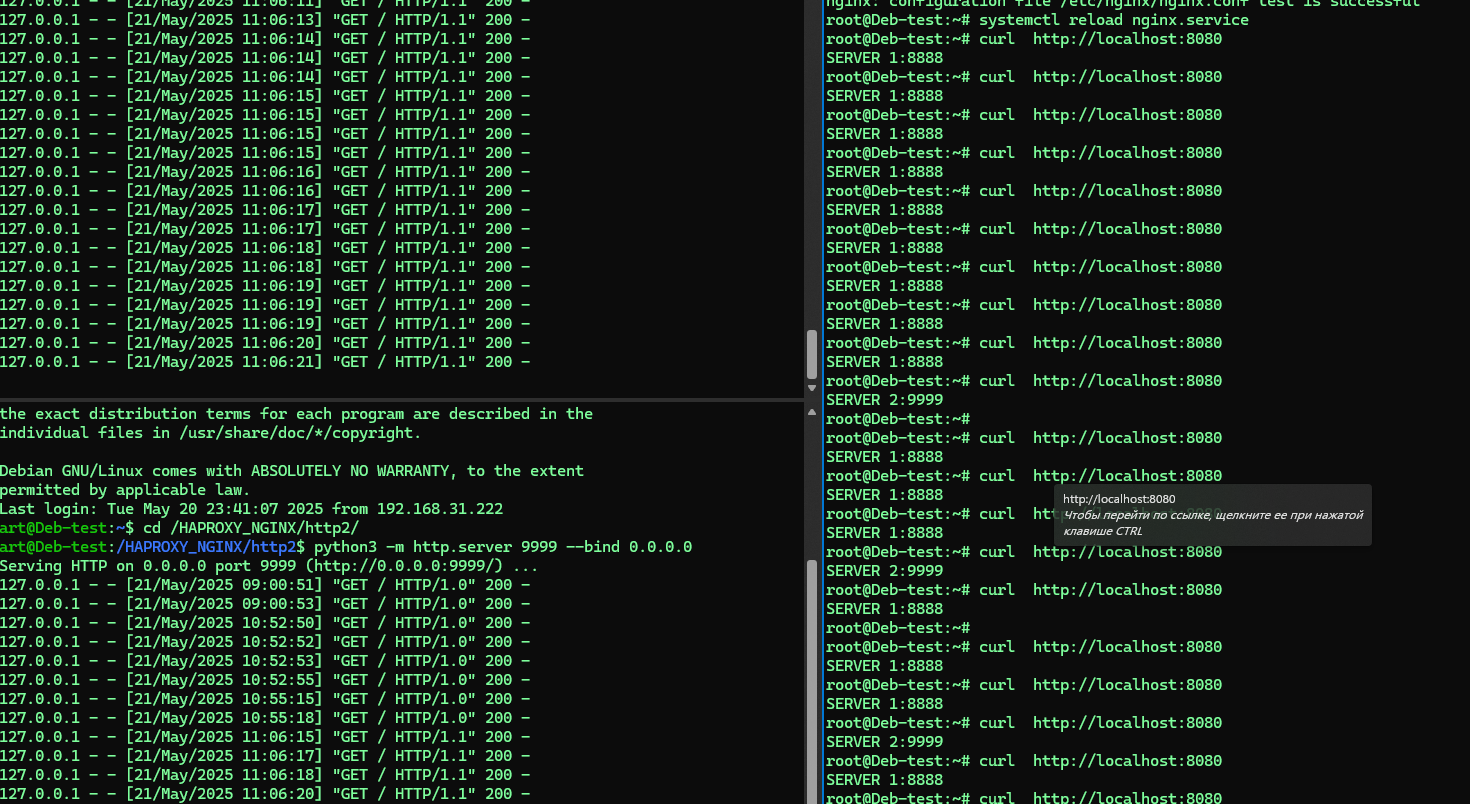 127.0.0.1 - - [21/May/2025 11:06:11] "GET / HTTP/1.1" 200 -
127.0.0.1 - - [21/May/2025 11:06:13] "GET / HTTP/1.1" 200 -
127.0.0.1 - - [21/May/2025 11:06:14] "GET / HTTP/1.1" 200 -
127.0.0.1 - - [21/May/2025 11:06:14] "GET / HTTP/1.1" 200 -
127.0.0.1 - - [21/May/2025 11:06:14] "GET / HTTP/1.1" 200 -
127.0.0.1 - - [21/May/2025 11:06:15] "GET / HTTP/1.1" 200 -
127.0.0.1 - - [21/May/2025 11:06:15] "GET / HTTP/1.1" 200 -
127.0.0.1 - - [21/May/2025 11:06:15] "GET / HTTP/1.1" 200 -
127.0.0.1 - - [21/May/2025 11:06:15] "GET / HTTP/1.1" 200 -
127.0.0.1 - - [21/May/2025 11:06:16] "GET / HTTP/1.1" 200 -
127.0.0.1 - - [21/May/2025 11:06:16] "GET / HTTP/1.1" 200 -
127.0.0.1 - - [21/May/2025 11:06:17] "GET / HTTP/1.1" 200 -
127.0.0.1 - - [21/May/2025 11:06:17] "GET / HTTP/1.1" 200 -
127.0.0.1 - - [21/May/2025 11:06:18] "GET / HTTP/1.1" 200 -
127.0.0.1 - - [21/May/2025 11:06:18] "GET / HTTP/1.1" 200 -
127.0.0.1 - - [21/May/2025 11:06:19] "GET / HTTP/1.1" 200 -
127.0.0.1 - - [21/May/2025 11:06:19] "GET / HTTP/1.1" 200 -
127.0.0.1 - - [21/May/2025 11:06:19] "GET / HTTP/1.1" 200 -
127.0.0.1 - - [21/May/2025 11:06:20] "GET / HTTP/1.1" 200 -
127.0.0.1 - - [21/May/2025 11:06:21] "GET / HTTP/1.1" 200 -
the exact distribution terms for each program are described in the
individual files in /usr/share/doc/*/copyright.
Debian GNU/Linux comes with ABSOLUTELY NO WARRANTY, to the extent
permitted by applicable law.
Last login: Tue May 20 23:41:07 2025 from 192.168.31.222
art@Deb-test:~$ cd /HAPROXY_NGINX/http2/
art@Deb-test:/HAPROXY_NGINX/http2$ python3 -m http.server 9999 --bind 0.0.0.0
Serving HTTP on 0.0.0.0 port 9999 (http://0.0.0.0:9999/) ...
127.0.0.1 - - [21/May/2025 09:00:51] "GET / HTTP/1.0" 200 -
127.0.0.1 - - [21/May/2025 09:00:53] "GET / HTTP/1.0" 200 -
127.0.0.1 - - [21/May/2025 10:52:50] "GET / HTTP/1.0" 200 -
127.0.0.1 - - [21/May/2025 10:52:52] "GET / HTTP/1.0" 200 -
127.0.0.1 - - [21/May/2025 10:52:53] "GET / HTTP/1.0" 200 -
127.0.0.1 - - [21/May/2025 10:52:55] "GET / HTTP/1.0" 200 -
127.0.0.1 - - [21/May/2025 10:55:15] "GET / HTTP/1.0" 200 -
127.0.0.1 - - [21/May/2025 10:55:18] "GET / HTTP/1.0" 200 -
127.0.0.1 - - [21/May/2025 11:06:15] "GET / HTTP/1.1" 200 -
127.0.0.1 - - [21/May/2025 11:06:17] "GET / HTTP/1.1" 200 -
127.0.0.1 - - [21/May/2025 11:06:18] "GET / HTTP/1.1" 200 -
127.0.0.1 - - [21/May/2025 11:06:20] "GET / HTTP/1.1" 200 -
nginx: configuration file /etc/nginx/nginx.conf test is successful
root@Deb-test:~# systemctl reload nginx.service
root@Deb-test:~# curl  http://localhost:8080
SERVER 1:8888
root@Deb-test:~# curl  http://localhost:8080
SERVER 1:8888
root@Deb-test:~# curl  http://localhost:8080
SERVER 1:8888
root@Deb-test:~# curl  http://localhost:8080
SERVER 1:8888
root@Deb-test:~# curl  http://localhost:8080
SERVER 1:8888
root@Deb-test:~# curl  http://localhost:8080
SERVER 1:8888
root@Deb-test:~# curl  http://localhost:8080
SERVER 1:8888
root@Deb-test:~# curl  http://localhost:8080
SERVER 1:8888
root@Deb-test:~# curl  http://localhost:8080
SERVER 1:8888
root@Deb-test:~# curl  http://localhost:8080
SERVER 2:9999
root@Deb-test:~#
root@Deb-test:~# curl  http://localhost:8080
SERVER 1:8888
root@Deb-test:~# curl  http://localhost:8080
SERVER 1:8888
http://localhost:8080
root@Deb-test:~# curl
Чтобы перейти по ссылке, щелкните ее при нажатой
клавише CTRL
SERVER 1:8888
root@Deb-test:~# curl  http://localhost:8080
SERVER 2:9999
root@Deb-test:~# curl  http://localhost:8080
SERVER 1:8888
root@Deb-test:~#
root@Deb-test:~# curl  http://localhost:8080
SERVER 1:8888
root@Deb-test:~# curl  http://localhost:8080
SERVER 1:8888
root@Deb-test:~# curl  http://localhost:8080
SERVER 2:9999
root@Deb-test:~# curl  http://localhost:8080
SERVER 1:8888
root@Deb-test:~# curl  http://localhost:8080